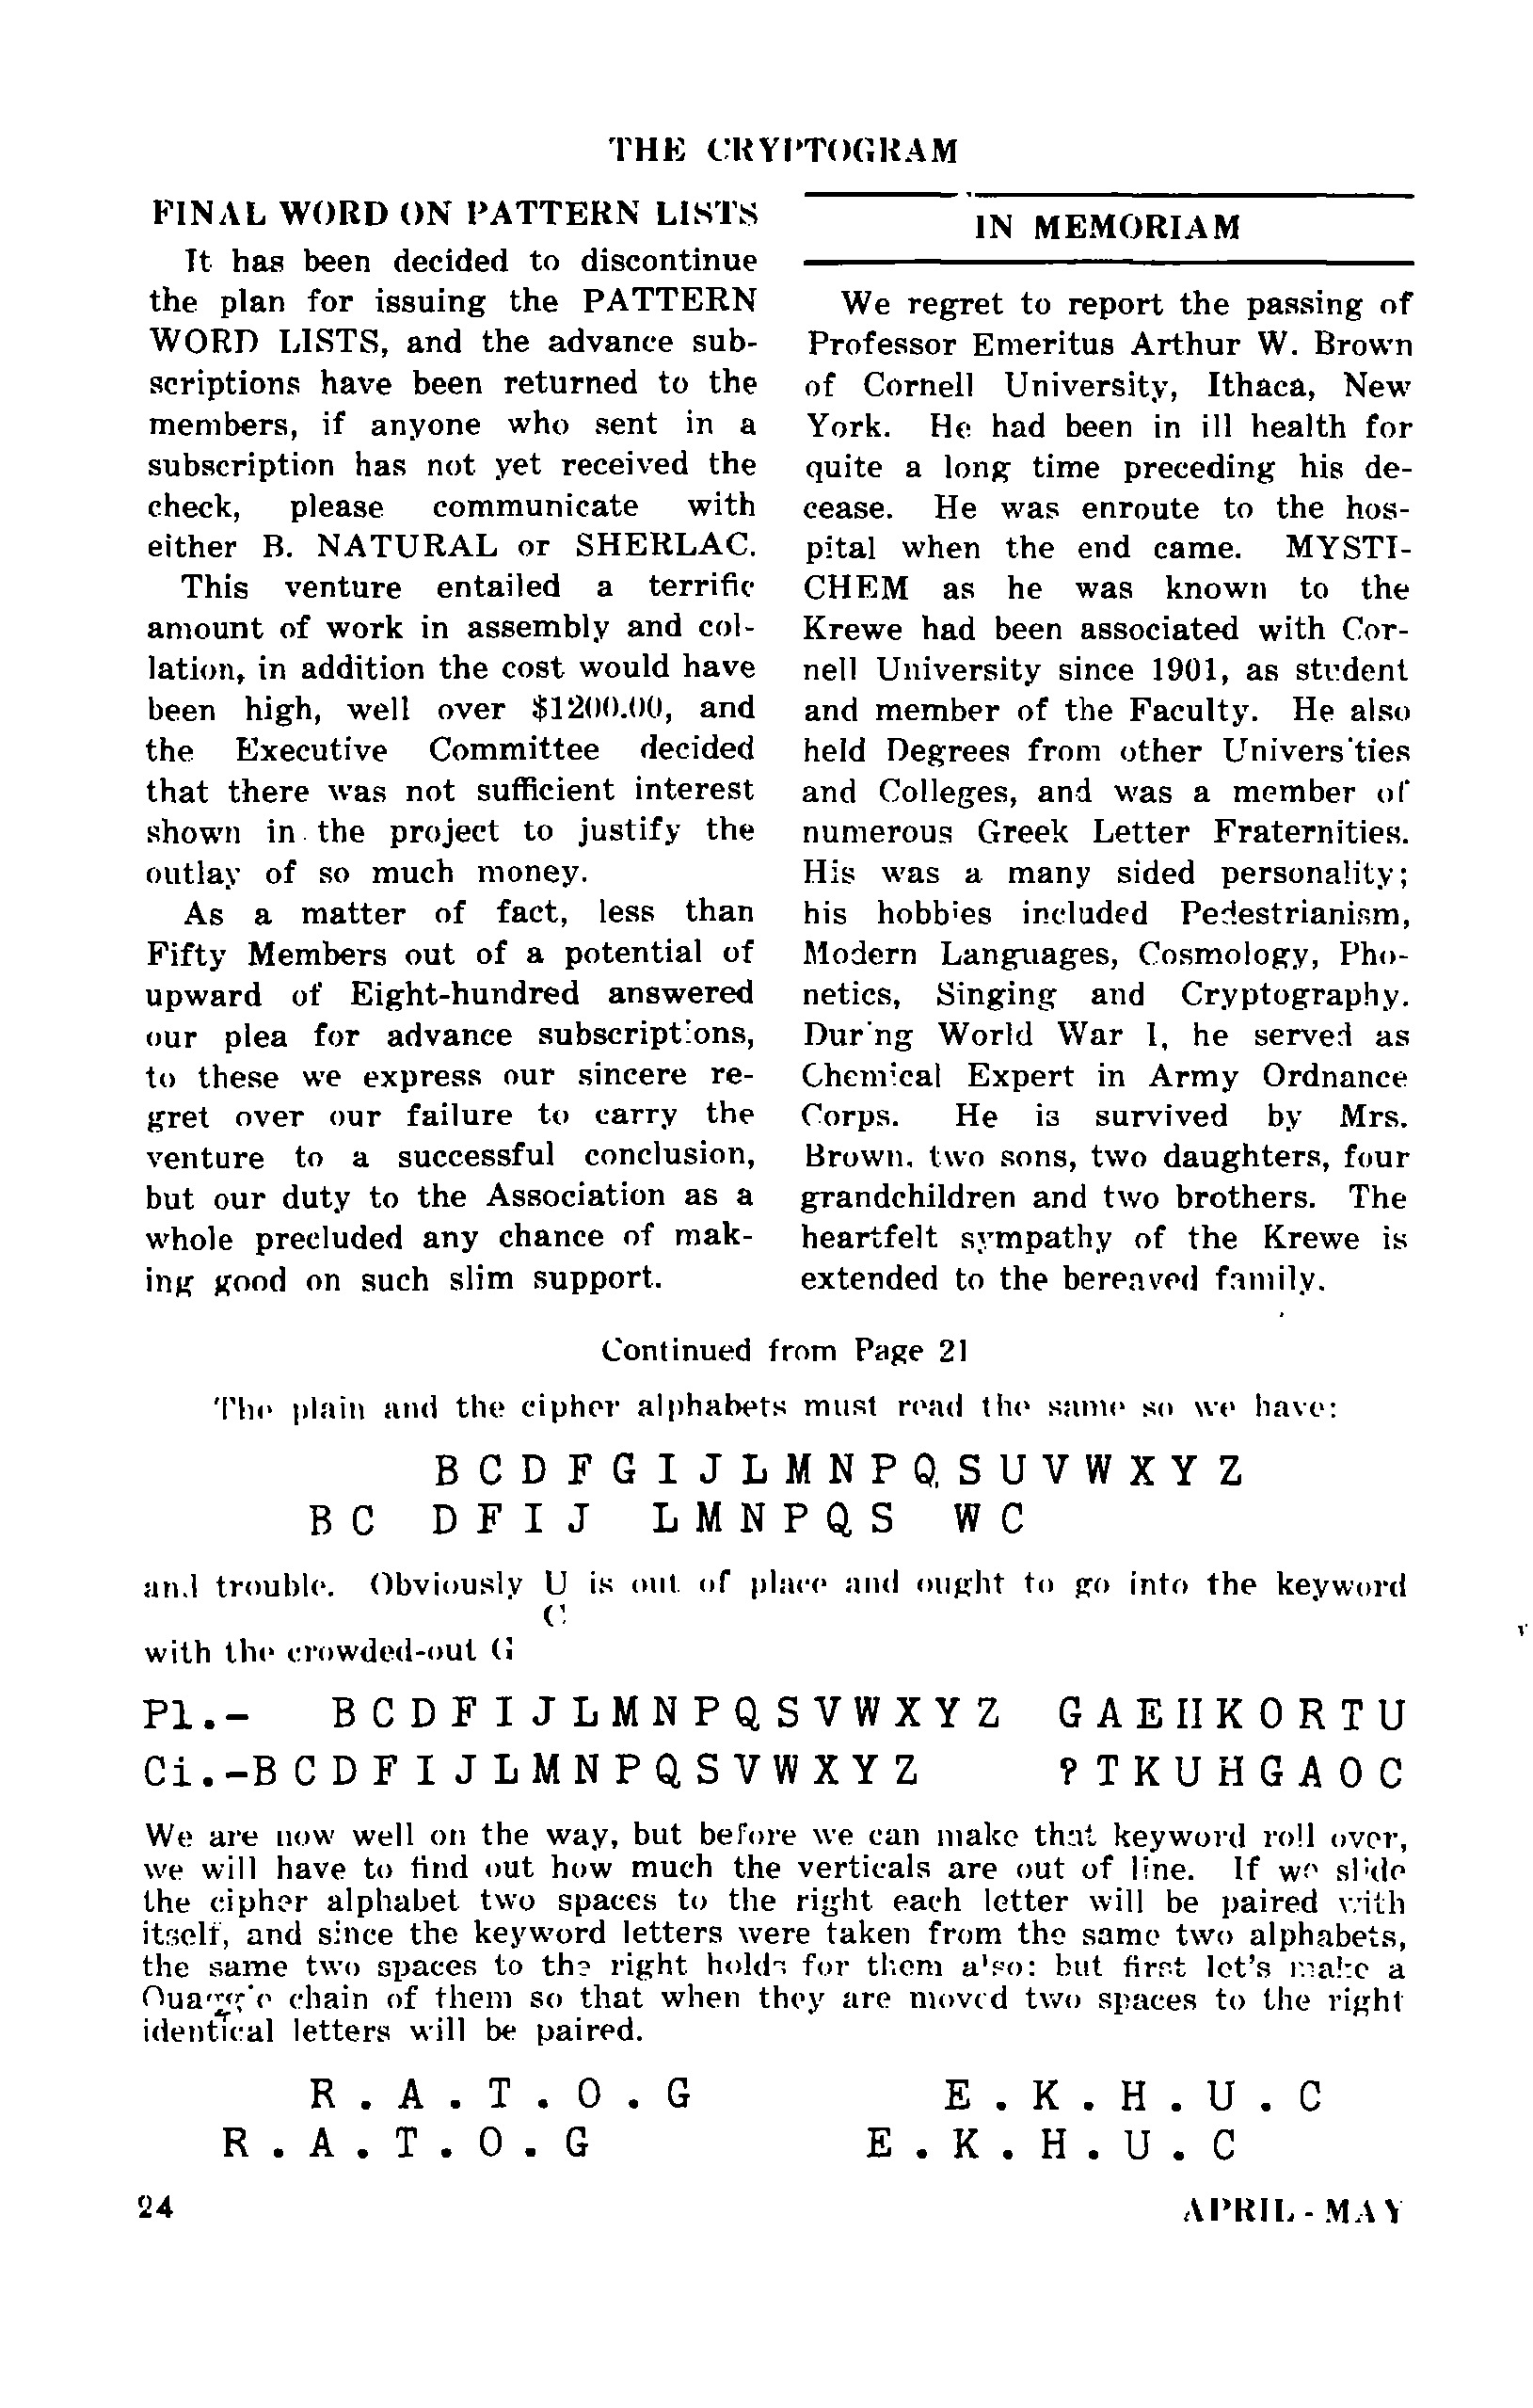 THE CRYPTOGRAM
FINAL WORD ON PATTERN LISTS
It has been decided to discontinue
the plan for issuing the PATTERN
WORD LISTS, and the advance sub-
scriptions have been returned to the
members, if anyone who sent in a
subscription has not yet received the
check, please communicate with
either B. NATURAL or SHERLAC.
This venture entailed a terrific
amount of work in assembly and col-
lation, in addition the cost would have
been high, well over $1200.00, and
the Executive Committee decided
that there was not sufficient interest
shown in the project to justify the
outlay of so much money.
As a matter of fact, less than
Fifty Members out of a potential of
upward of Eight-hundred answered
our plea for advance subscriptions,
to these we express our sincere re-
gret over our failure to carry the
venture to a successful conclusion,
but our duty to the Association as a
whole precluded any chance of mak-
ing good on such slim support.
IN MEMORIAM
We regret to report the passing of
Professor Emeritus Arthur W. Brown
of Cornell University, Ithaca, New
York. He had been in ill health for
quite a long time preceding his de-
cease. He was enroute to the hos-
pital when the end came. MYSTI-
CHEM as he was known to the
Krewe had been associated with Cor-
nell University since 1901, as student
and member of the Faculty. He also
held Degrees from other Univers'ties
and Colleges, and was a member of
numerous Greek Letter Fraternities.
His was a many sided personality;
his hobbies included Pedestrianism,
Modern Languages, Cosmology, Pho-
netics, Singing and Cryptography.
Dur'ng World War I, he served as
Chemical Expert in Army Ordnance
Corps. He is survived by Mrs.
Brown, two sons, two daughters, four
grandchildren and two brothers. The
heartfelt sympathy of the Krewe is
extended to the bereaved family.
Continued from Page 21
The plain and the cipher alphabets must read the same so we have:
B C D F G I J L M N P Q S U V W X Y Z
B C D F I J L M N P Q S W C
and trouble. Obviously U is out of place and ought to go into the keyword
C
with the crowded-out G
Pl.- B C D F I J L M N P Q S V W X Y Z G A E H K O R T U
Ci.-B C D F I J L M N P Q S V W X Y Z ? T K U H G A O C
We are now well on the way, but before we can make that keyword roll over,
we will have to find out how much the verticals are out of line. If we slide
the cipher alphabet two spaces to the right each letter will be paired with
itself, and since the keyword letters were taken from the same two alphabets,
the same two spaces to the right holds for them also: but first let's make a
Quagg'e chain of them so that when they are moved two spaces to the right
identical letters will be paired.
R . A . T . O . G E . K . H . U . C
R . A . T . O . G E . K . H . U . C
24 APRIL - MAY